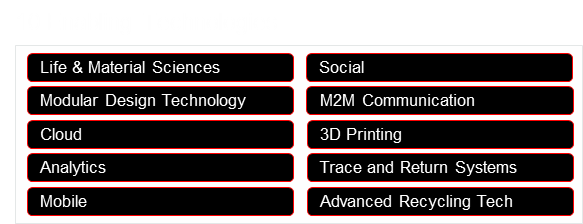 Life & Material Sciences
Social
Modular Design Technology
M2M Communication
Cloud
3D Printing
Analytics
Trace and Return Systems
Mobile
Advanced Recycling Tech